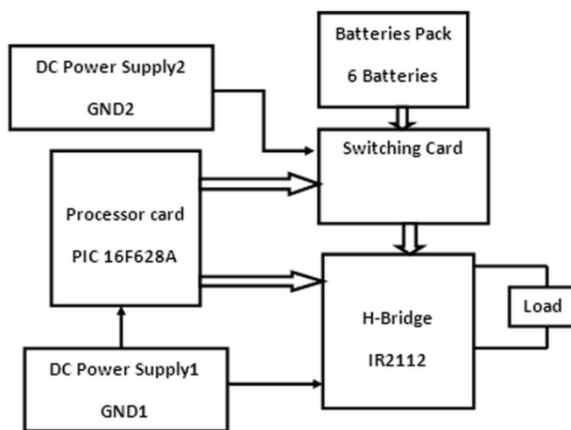 Batteries Pack
6 Batteries
DC Power Supply2
GND2
Switching Card
Processor card
PIC 16F628A
H-Bridge
IR2112
Load
DC Power Supply1
GND1